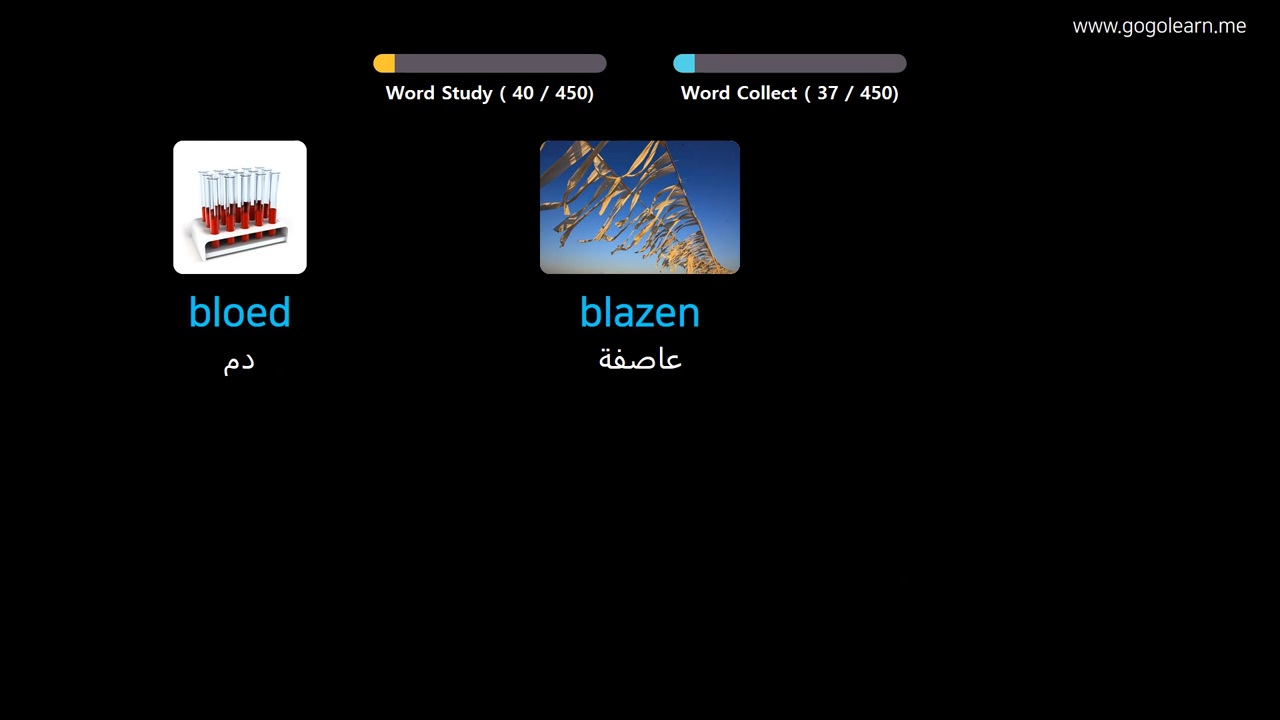 www.gogolearn.me
Word Study ( 40 / 450)
Word Collect ( 37 / 450)
bloed
دم
blazen
عاصفة